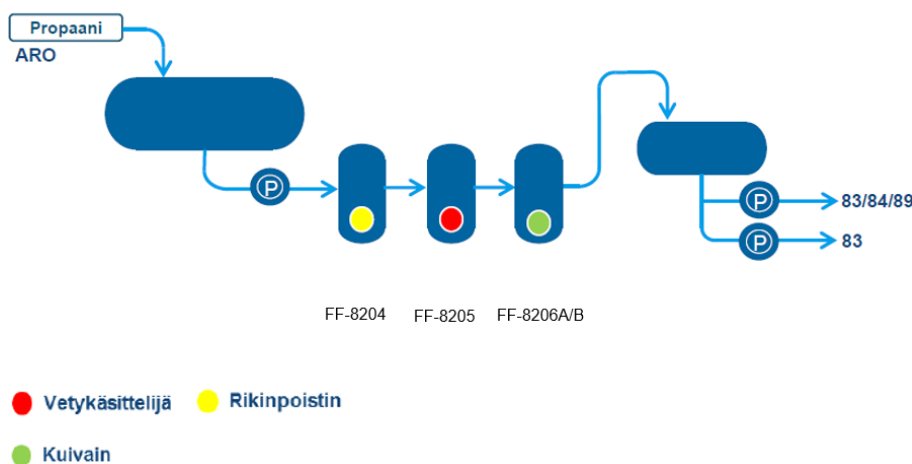 Propaani
ARO
P
P
83/84/89
P
83
FF-8204 FF-8205 FF-8206A/B
Vetykäsittelijä Rikinpoistin
Kuivain